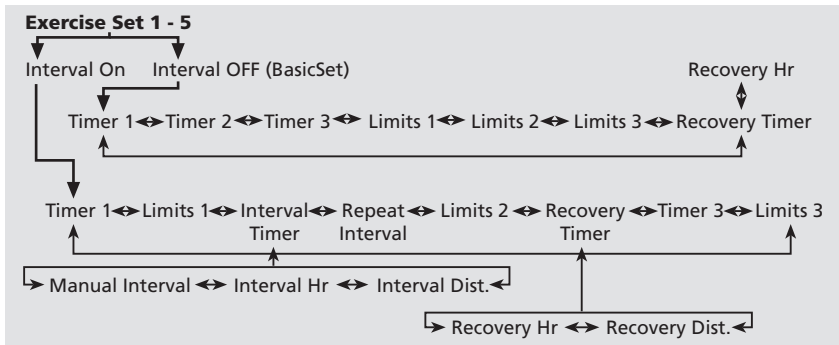 Exercise Set 1 - 5
Interval On Interval OFF (BasicSet) Recovery Hr
Timer 1 Timer 2 Timer 3 Limits 1 Limits 2 Limits 3 Recovery Timer
Timer 1 Limits 1 Interval Repeat Limits 2 Recovery Timer 3 Limits 3
Timer Interval Timer
Manual Interval Interval Hr Interval Dist.
Recovery Hr Recovery Dist.